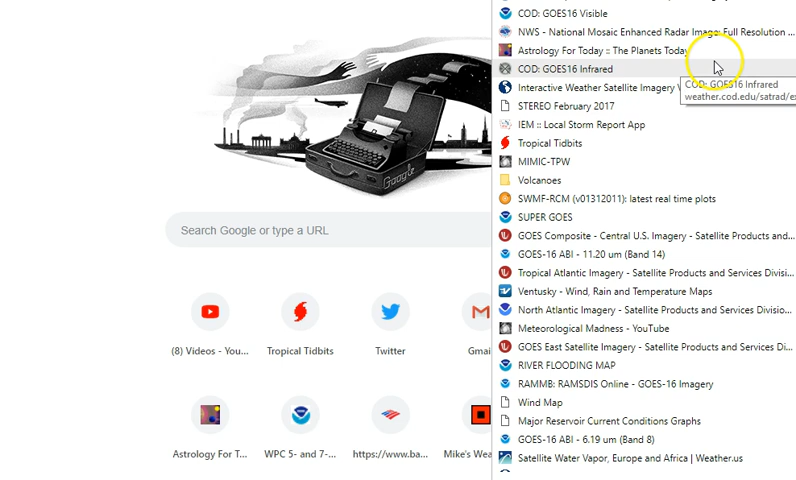 Google
Search Google or type a URL
(8) Videos - You...
Tropical Tidbits
Twitter
Gmai
Astrology For T...
WPC 5- and 7-...
https://www.ba...
Mike's Wea
COD: GOES16 Visible
NWS - National Mosaic Enhanced Radar Image: Full Resolution ...
Astrology For Today :: The Planets Today
COD: GOES16 Infrared
Interactive Weather Satellite Imagery V
COD: GOES16 Infrared
weather.cod.edu/satrad/ex
STEREO February 2017
IEM :: Local Storm Report App
Tropical Tidbits
MIMIC-TPW
Volcanoes
SWMF-RCM (v01312011): latest real time plots
SUPER GOES
GOES Composite - Central U.S. Imagery - Satellite Products and...
GOES-16 ABI - 11.20 um (Band 14)
Tropical Atlantic Imagery - Satellite Products and Services Divisi...
Ventusky - Wind, Rain and Temperature Maps
North Atlantic Imagery - Satellite Products and Services Divisio...
Meteorological Madness - YouTube
GOES East Satellite Imagery - Satellite Products and Services Di...
RIVER FLOODING MAP
RAMMB: RAMSDIS Online - GOES-16 Imagery
Wind Map
Major Reservoir Current Conditions Graphs
GOES-16 ABI - 6.19 um (Band 8)
Satellite Water Vapor, Europe and Africa | Weather.us